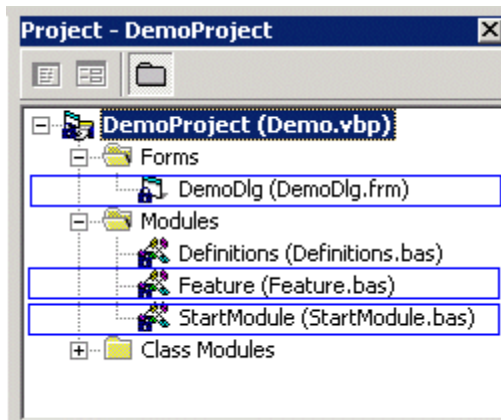 Project - DemoProject
DemoProject (Demo.vbp)
Forms
DemoDlg (DemoDlg.frm)
Modules
Definitions (Definitions.bas)
Feature (Feature.bas)
StartModule (StartModule.bas)
Class Modules